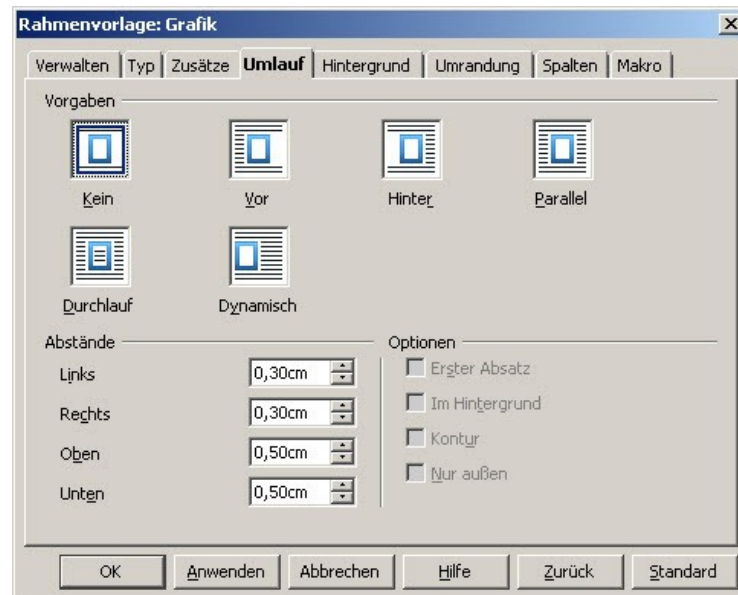 Rahmenvorlage: Grafik
Verwalten Typ Zusätze Umlauf Hintergrund Umrandung Spalten Makro
Vorgaben
Kein Vor Hinter Parallel
Durchlauf Dynamisch
Abstände Optionen
Links 0,30cm Erster Absatz
Rechts 0,30cm Im Hintergrund
Oben 0,50cm Kontur
Unten 0,50cm Nur außen
OK Anwenden Abbrechen Hilfe Zurück Standard